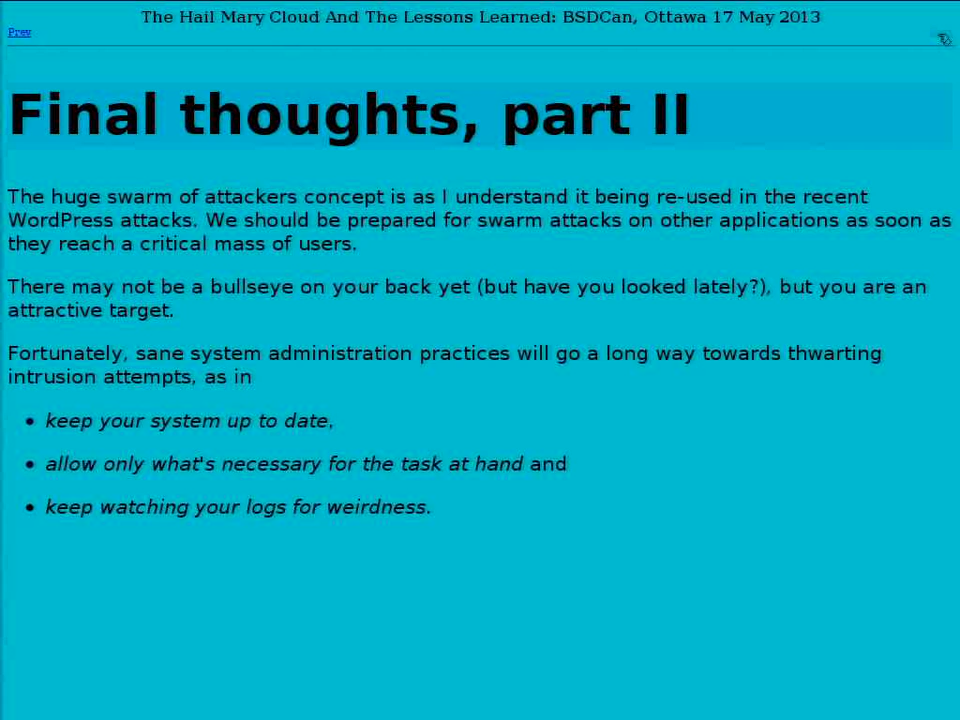 The Hail Mary Cloud And The Lessons Learned: BSDCan, Ottawa 17 May 2013
Prev
Final thoughts, part II
The huge swarm of attackers concept is as I understand it being re-used in the recent
WordPress attacks. We should be prepared for swarm attacks on other applications as soon as
they reach a critical mass of users.
There may not be a bullseye on your back yet (but have you looked lately?), but you are an
attractive target.
Fortunately, sane system administration practices will go a long way towards thwarting
intrusion attempts, as in
• keep your system up to date,
• allow only what's necessary for the task at hand and
• keep watching your logs for weirdness.